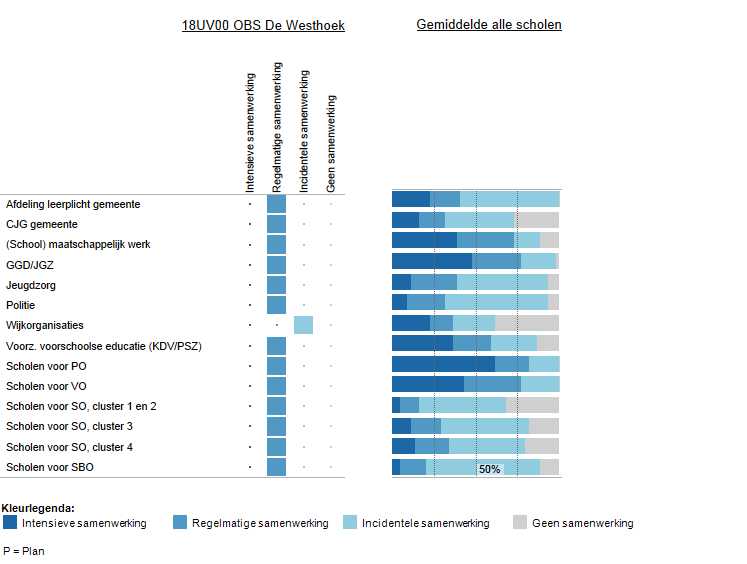 18UV00 OBS De Westhoek
Gemiddelde alle scholen
Intensieve samenwerking
Regelmatige samenwerking
Incidentele samenwerking
Geen samenwerking
Afdeling leerplicht gemeente
CJG gemeente
(School) maatschappelijk werk
GGD/JGZ
Jeugdzorg
Politie
Wijkorganisaties
Voorz. voorschoolse educatie (KDV/PSZ)
Scholen voor PO
Scholen voor VO
Scholen voor SO, cluster 1 en 2
Scholen voor SO, cluster 3
Scholen voor SO, cluster 4
Scholen voor SBO
50%
Kleurlegenda:
Intensieve samenwerking
Regelmatige samenwerking
Incidentele samenwerking
Geen samenwerking
P = Plan